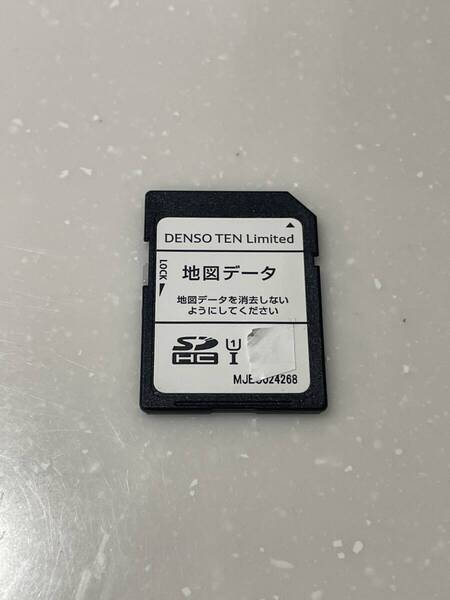 DENSO TEN Limited
LOCK
地図データ
地図データを消去しない
ようにしてください
SD HC U1 I